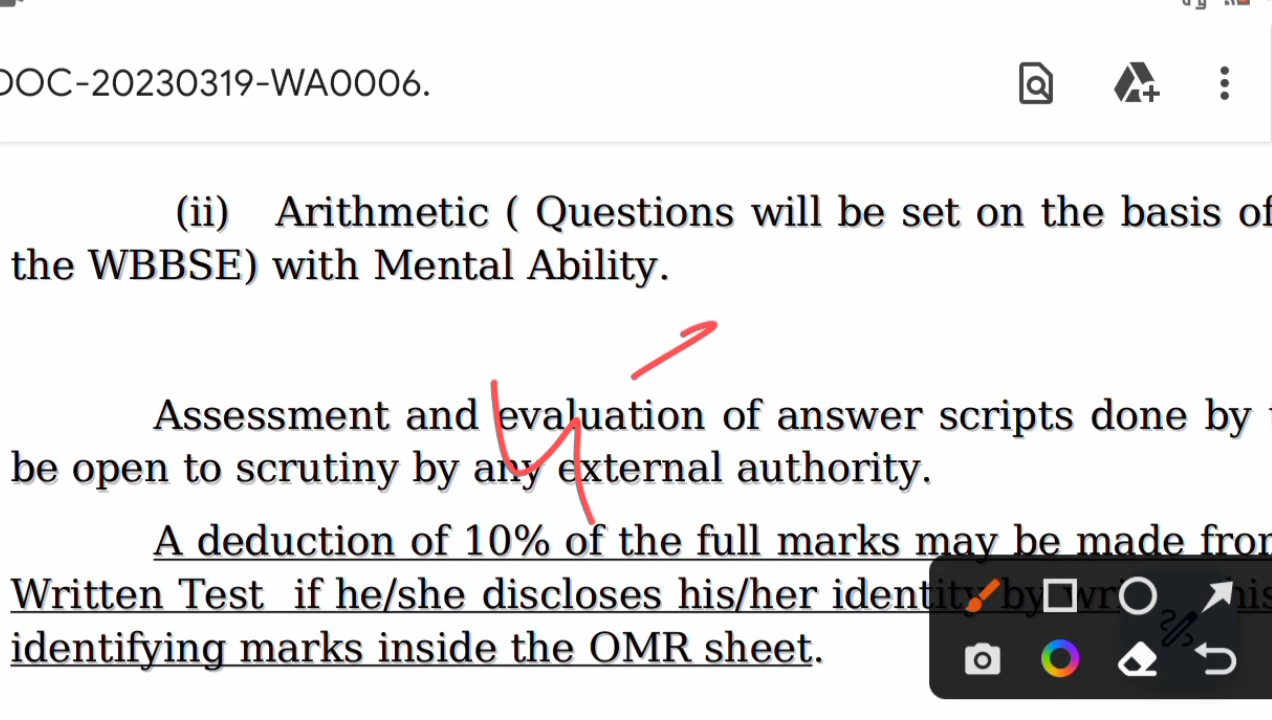 DOC-20230319-WA0006.
(ii) Arithmetic ( Questions will be set on the basis of
the WBBSE) with Mental Ability.
Assessment and evaluation of answer scripts done by
be open to scrutiny by any external authority.
A deduction of 10% of the full marks may be made from
Written Test if he/she discloses his/her identity by
identifying marks inside the OMR sheet.